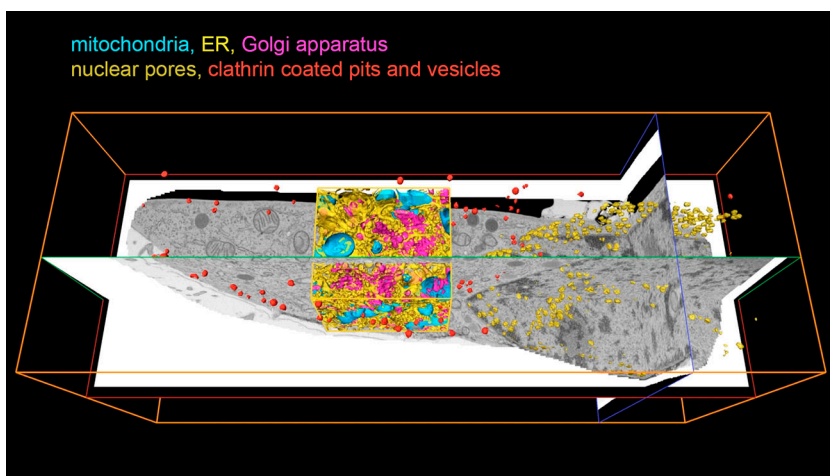 mitochondria, ER, Golgi apparatus
nuclear pores, clathrin coated pits and vesicles